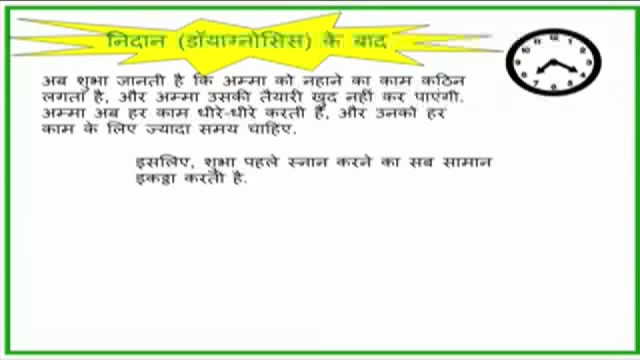 निदान (डॉयाग्नोसिस) के बाद
अब शुभा जानती है कि अम्मा को नहाने का काम कठिन
लगता है, और अम्मा उसकी तैयारी खुद नहीं कर पाएंगी.
अम्मा अब हर काम धीरे-धीरे करती हैं, और उनको हर
काम के लिए ज्यादा समय चाहिए.
इसलिए, शुभा पहले स्नान करने का सब सामान
इकट्ठा करती है.